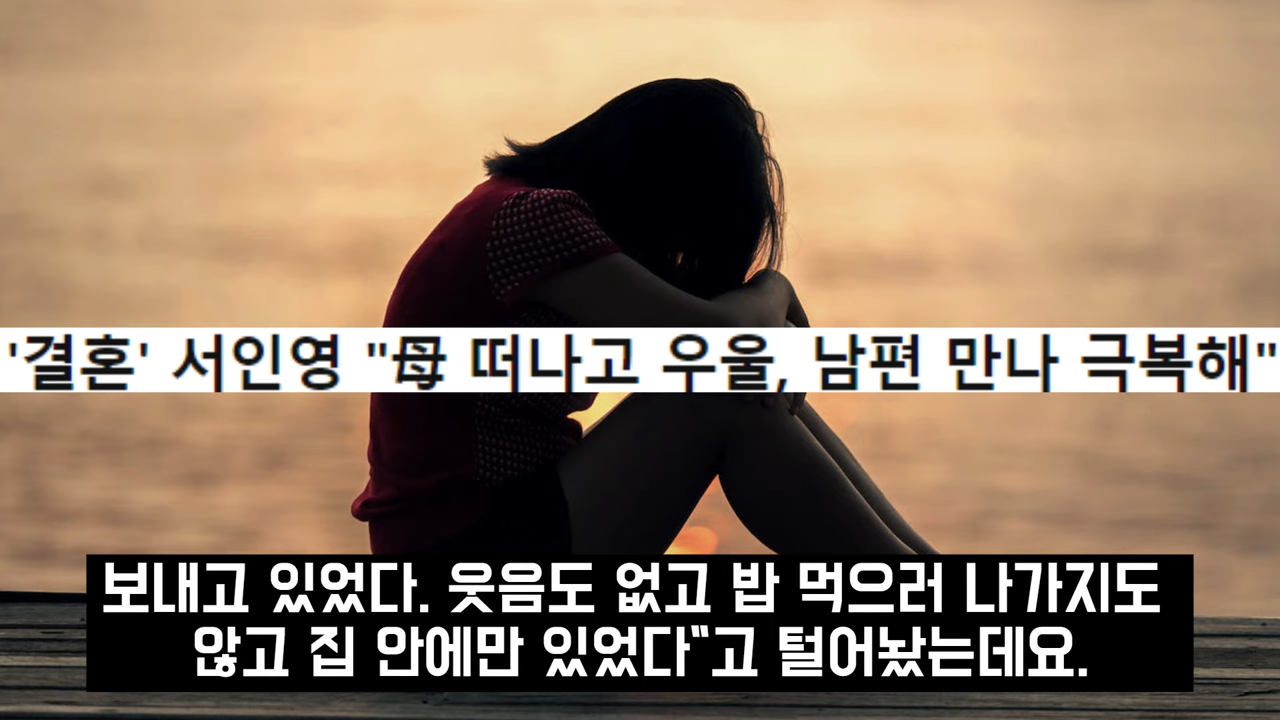 '결혼' 서인영 "母 떠나고 우울, 남편 만나 극복해"
보내고 있었다. 웃음도 없고 밥 먹으러 나가지도
않고 집 안에만 있었다"고 털어놨는데요.